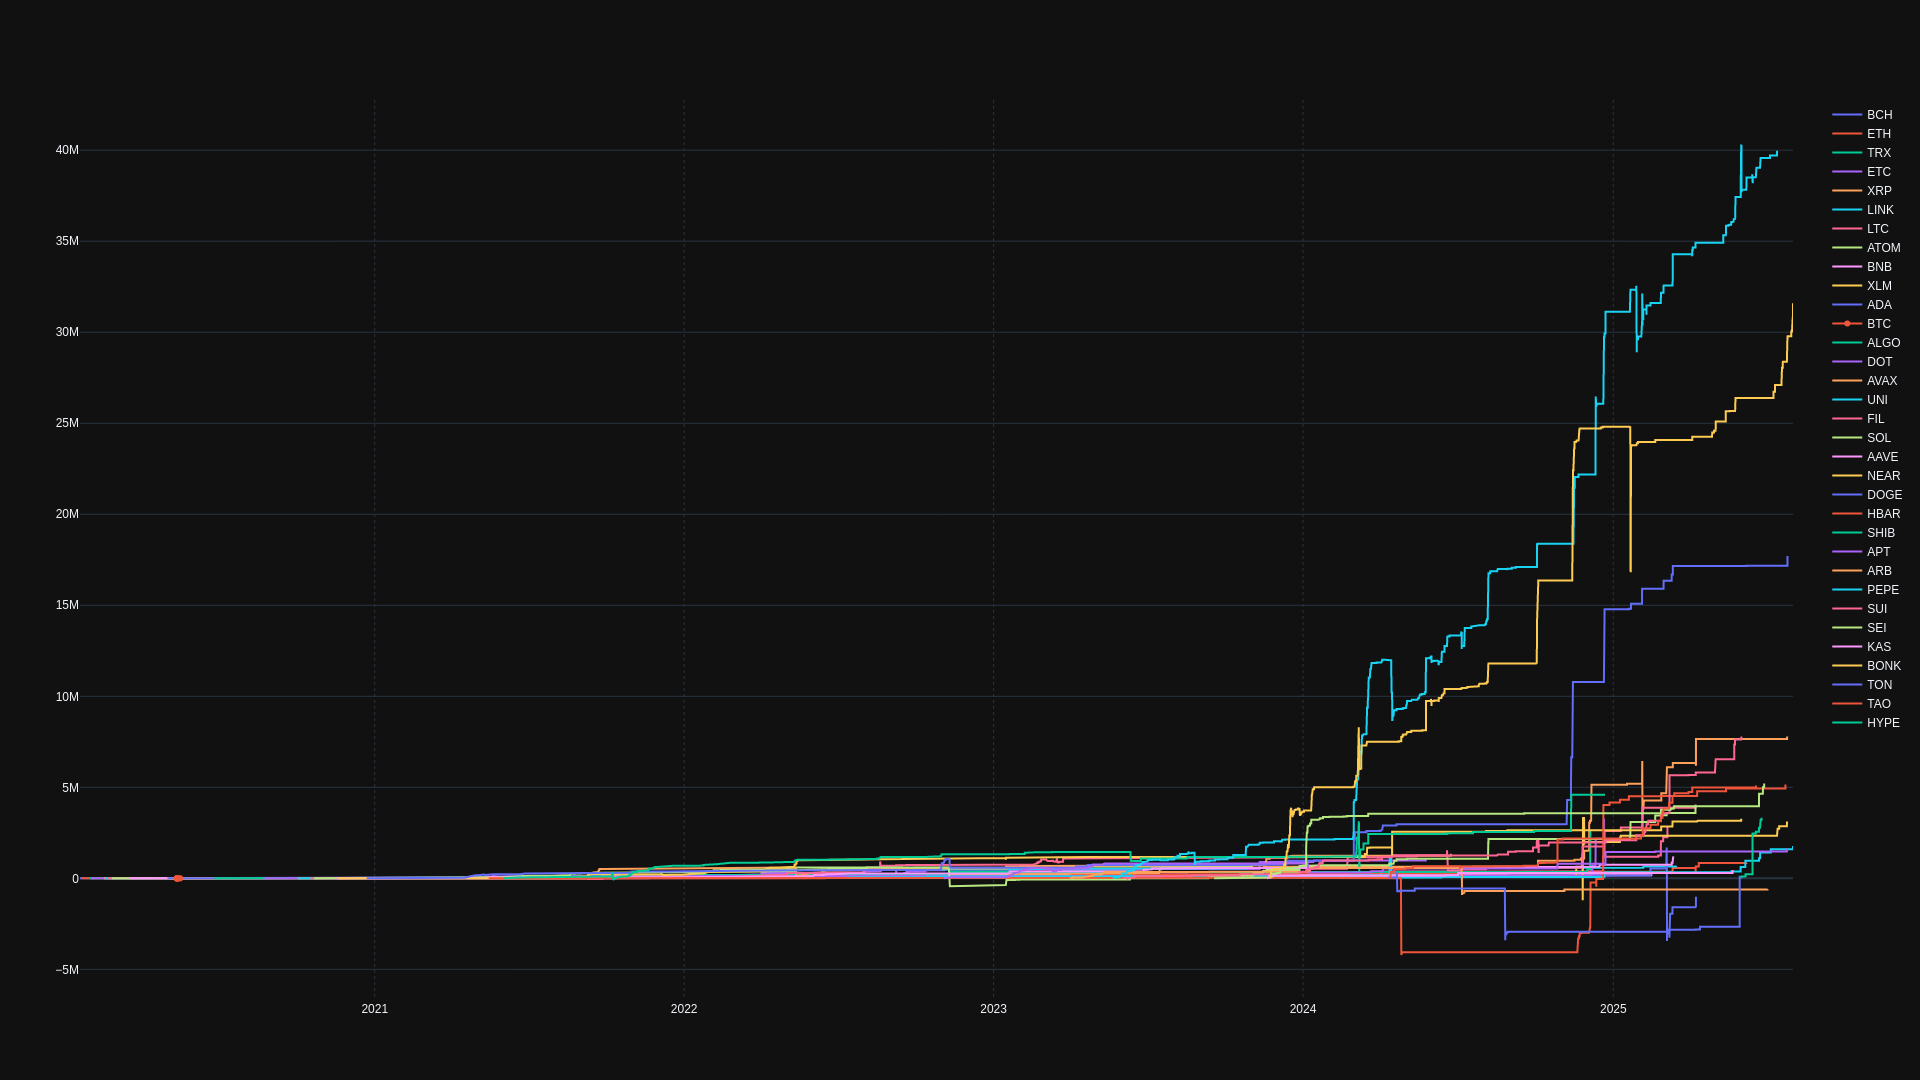 40M
35M
30M
25M
20M
15M
10M
5M
0
−5M
2021
2022
2023
2024
2025
BCH
ETH
TRX
ETC
XRP
LINK
LTC
ATOM
BNB
XLM
ADA
BTC
ALGO
DOT
AVAX
UNI
FIL
SOL
AAVE
NEAR
DOGE
HBAR
SHIB
APT
ARB
PEPE
SUI
SEI
KAS
BONK
TON
TAO
HYPE